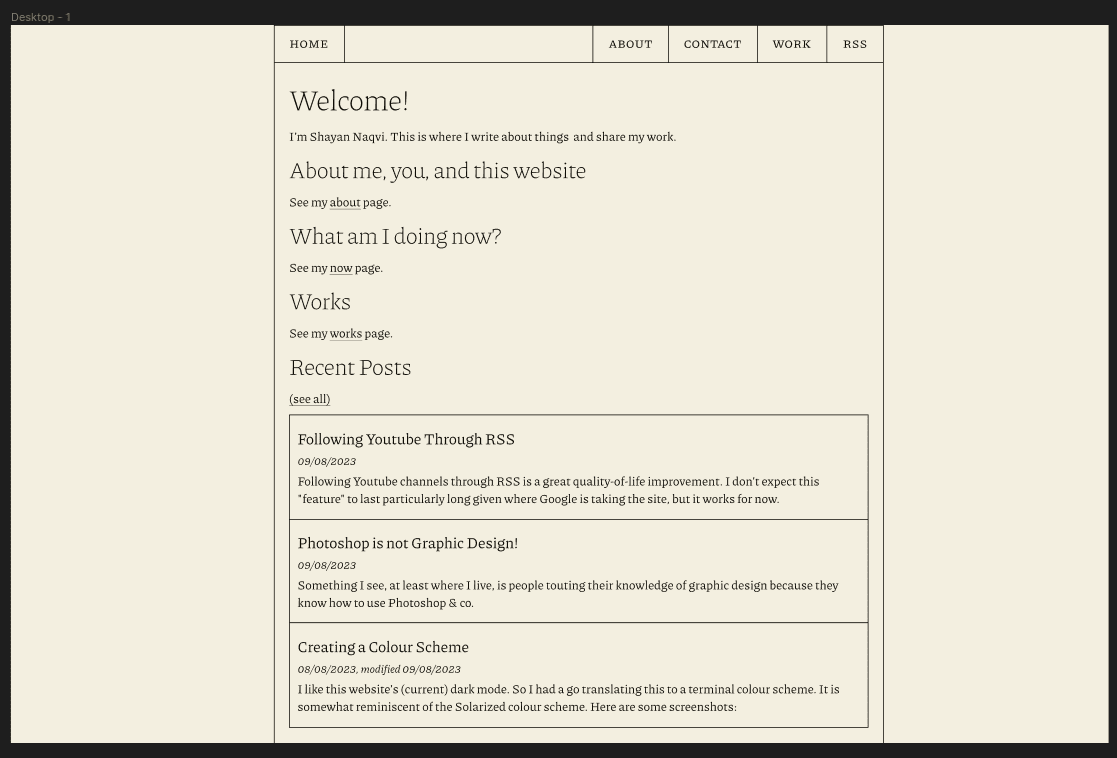 Desktop - 1
HOME ABOUT CONTACT WORK RSS
Welcome!
I'm Shayan Naqvi. This is where I write about things  and share my work.
About me, you, and this website
See my about page.
What am I doing now?
See my now page.
Works
See my works page.
Recent Posts
(see all)
Following Youtube Through RSS
09/08/2023
Following Youtube channels through RSS is a great quality-of-life improvement. I don't expect this
"feature" to last particularly long given where Google is taking the site, but it works for now.
Photoshop is not Graphic Design!
09/08/2023
Something I see, at least where I live, is people touting their knowledge of graphic design because they
know how to use Photoshop & co.
Creating a Colour Scheme
08/08/2023, modified 09/08/2023
I like this website's (current) dark mode. So I had a go translating this to a terminal colour scheme. It is
somewhat reminiscent of the Solarized colour scheme. Here are some screenshots: